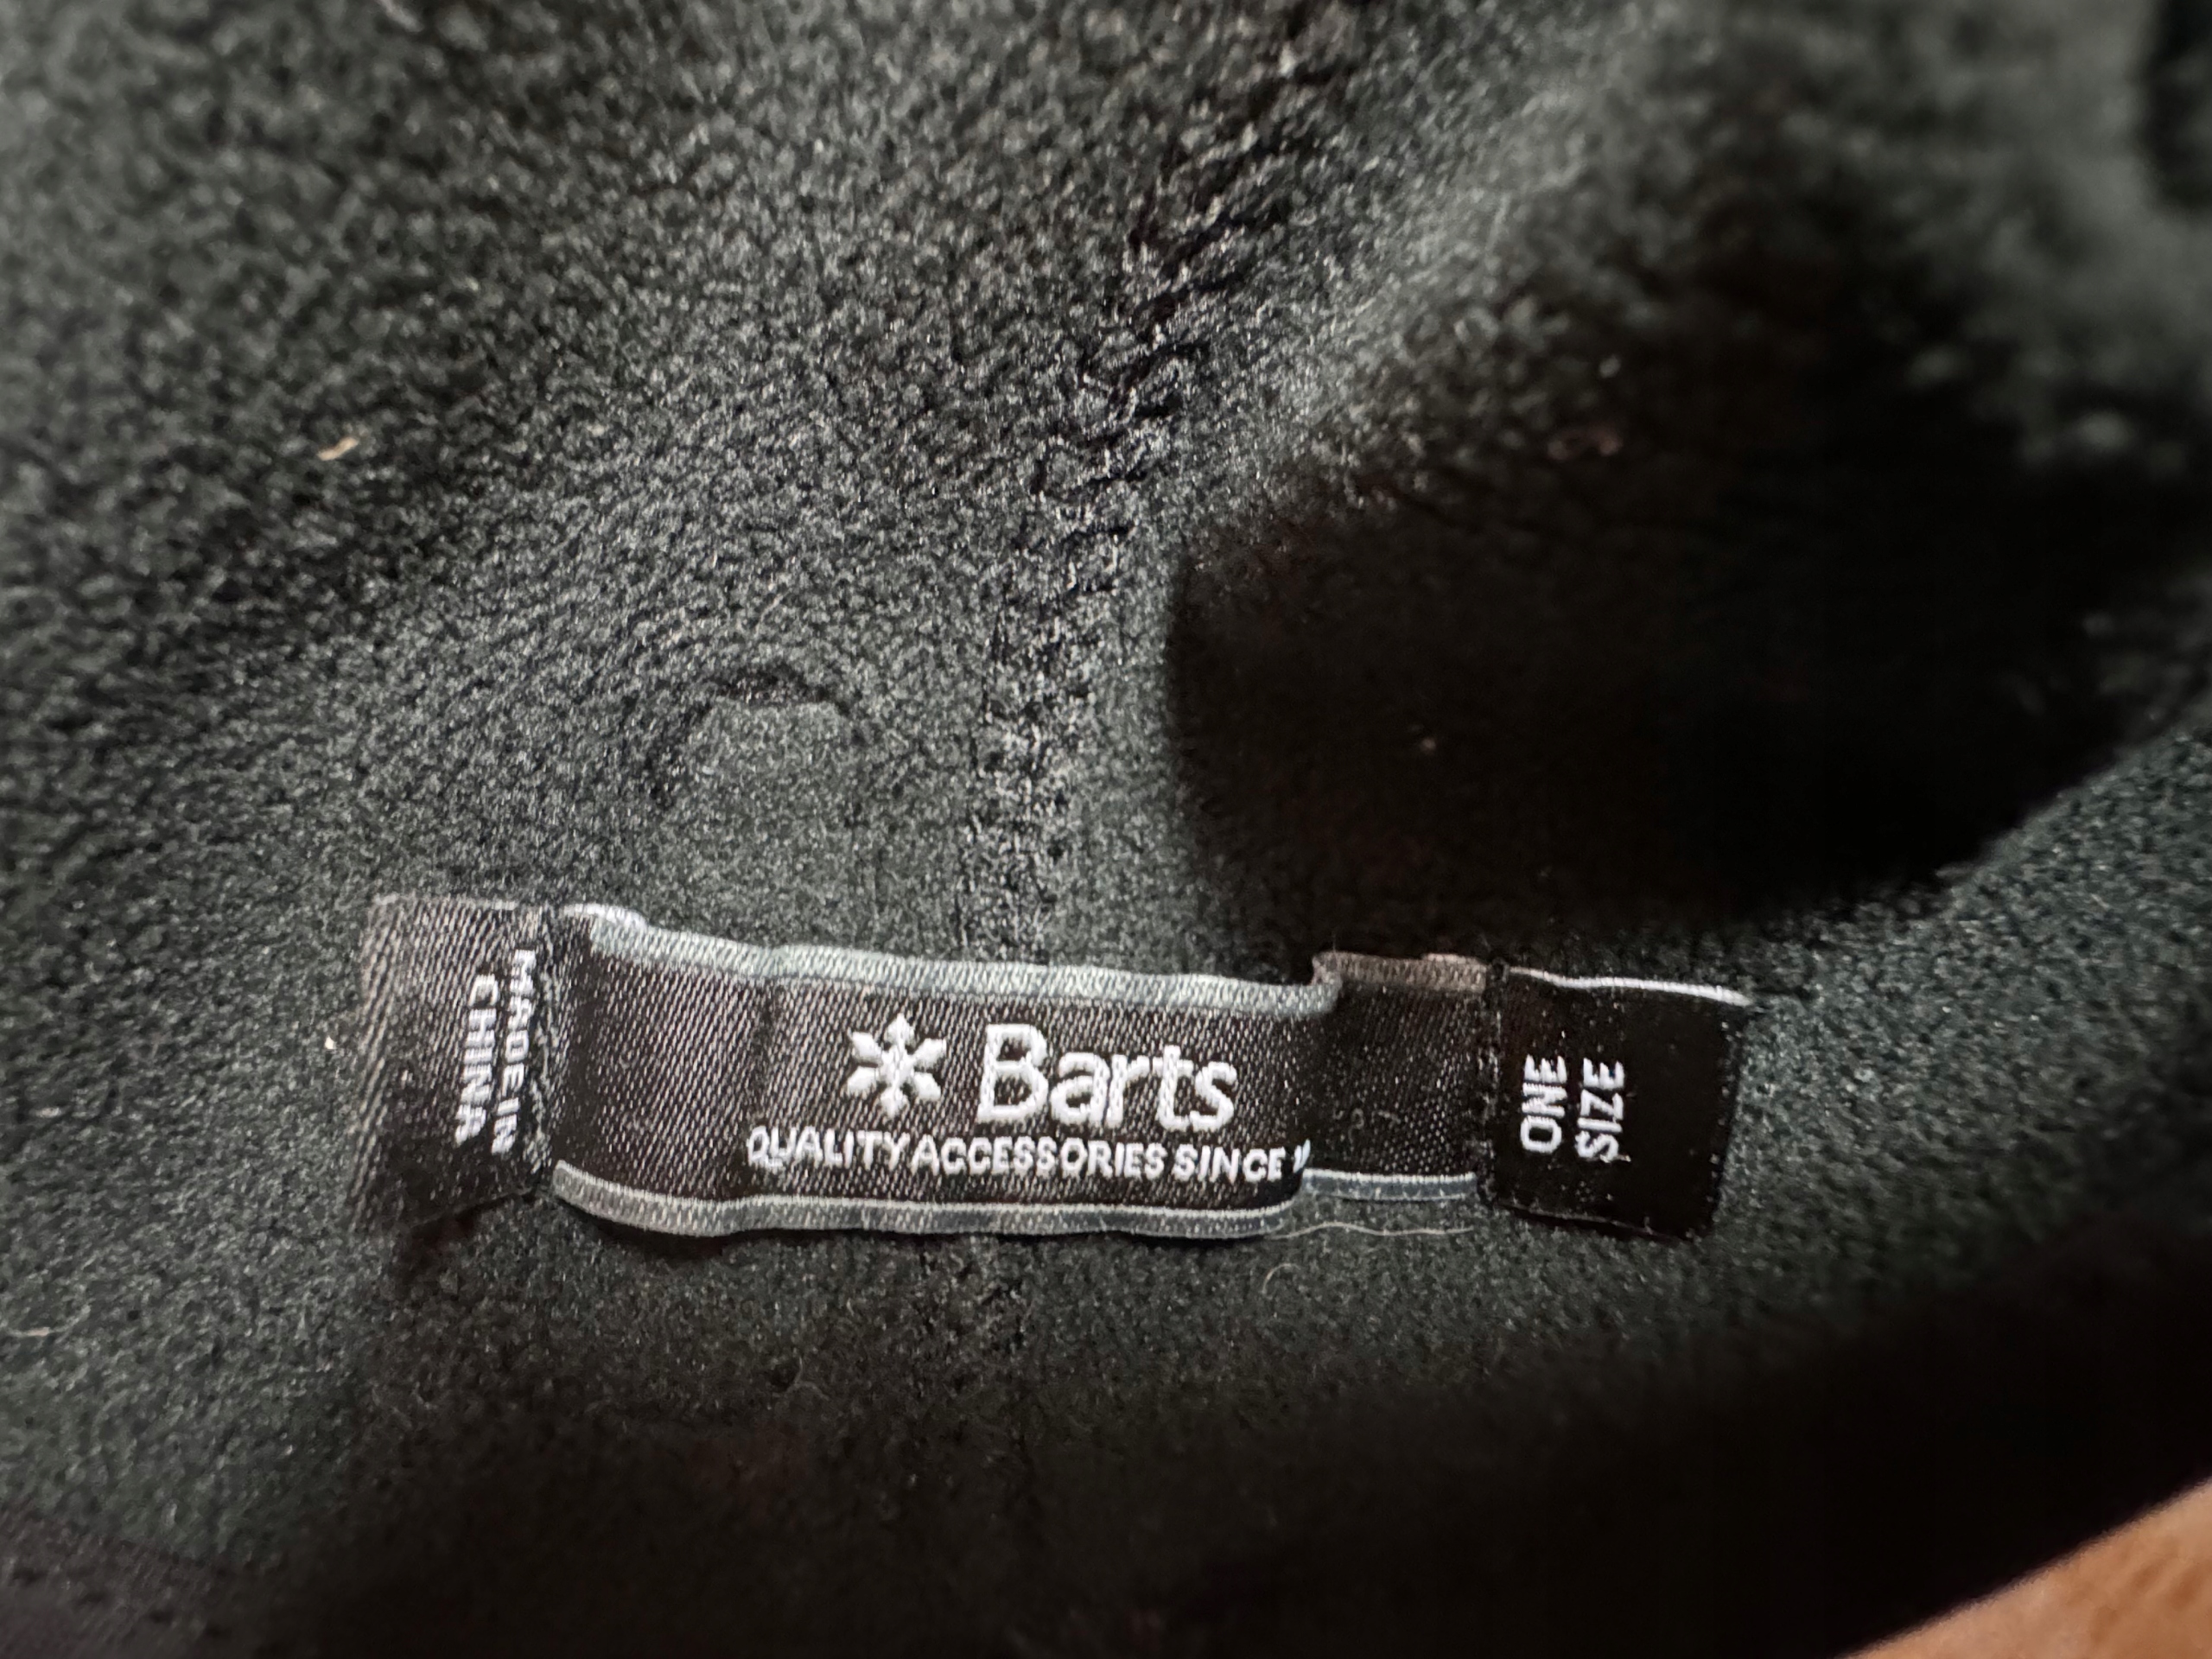 MADE IN
CHINA
Barts
QUALITY ACCESSORIES SINCE
ONE
SIZE